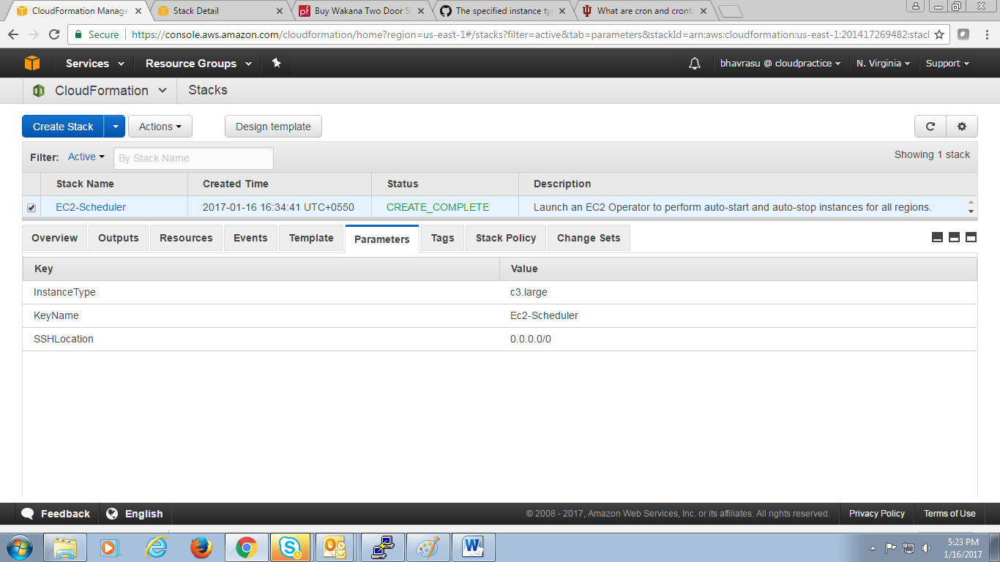 CloudFormation Manage
Stack Detail
Buy Wakana Two Door S
The specified instance ty
What are cron and cront
Secure
https://console.aws.amazon.com/cloudformation/home?region=us-east-1#/stacks?filter=active&tab=parameters&stackId=arn:aws:cloudformation:us-east-1:201417269482:stack
Services
Resource Groups
bhavrasu @ cloudpractice
N. Virginia
Support
CloudFormation
Stacks
Create Stack
Actions
Design template
Filter: Active
By Stack Name
Showing 1 stack
Stack Name Created Time Status Description
EC2-Scheduler 2017-01-16 16:34:41 UTC+0550 CREATE_COMPLETE Launch an EC2 Operator to perform auto-start and auto-stop instances for all regions.
Overview Outputs Resources Events Template Parameters Tags Stack Policy Change Sets
Key Value
InstanceType c3.large
KeyName Ec2-Scheduler
SSHLocation 0.0.0.0/0
Feedback English © 2008 - 2017, Amazon Web Services, Inc. or its affiliates. All rights reserved. Privacy Policy Terms of Use
5:23 PM
1/16/2017